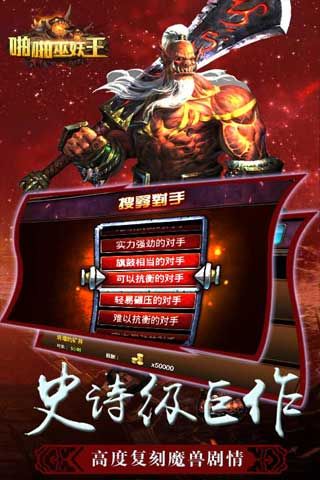 啪啪巫妖王
搜寻对手
实力强劲的对手
旗鼓相当的对手
可以抗衡的对手
轻易碾压的对手
难以抗衡的对手
x50000
史诗级巨作
高度复刻魔兽剧情